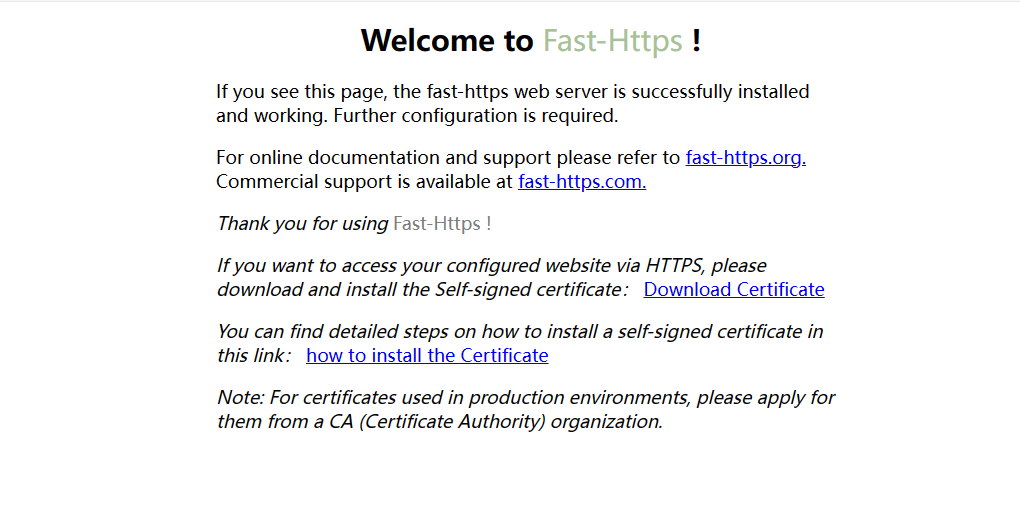 Welcome to Fast-Https !
If you see this page, the fast-https web server is successfully installed
and working. Further configuration is required.
For online documentation and support please refer to fast-https.org.
Commercial support is available at fast-https.com.
Thank you for using Fast-Https !
If you want to access your configured website via HTTPS, please
download and install the Self-signed certificate： Download Certificate
You can find detailed steps on how to install a self-signed certificate in
this link： how to install the Certificate
Note: For certificates used in production environments, please apply for
them from a CA (Certificate Authority) organization.